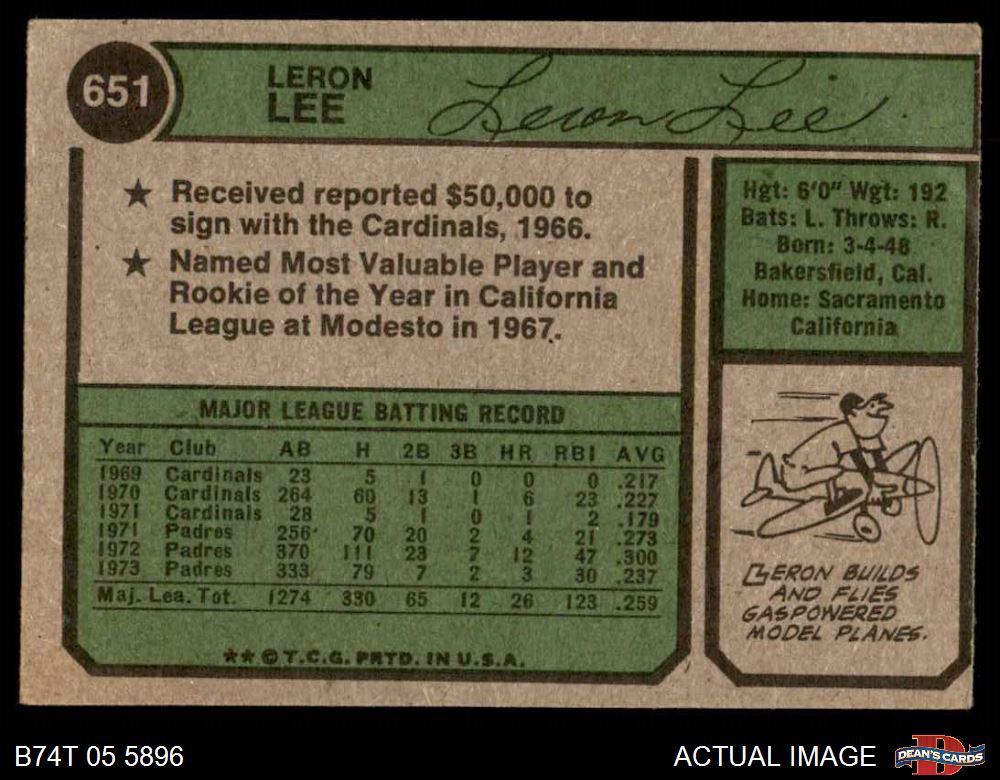 651
LERON
LEE
Leron Lee
★ Received reported $50,000 to
sign with the Cardinals, 1966.
★ Named Most Valuable Player and
Rookie of the Year in California
League at Modesto in 1967.
Hgt: 6'0" Wgt: 192
Bats: L. Throws: R.
Born: 3-4-48
Bakersfield, Cal.
Home: Sacramento
California
MAJOR LEAGUE BATTING RECORD
Year Club AB H 2B 3B HR RBI AVG
1969 Cardinals 23 5 1 0 0 0 .217
1970 Cardinals 264 60 13 1 6 23 .227
1971 Cardinals 28 5 1 0 1 2 .179
1971 Padres 256 70 20 2 4 21 .273
1972 Padres 370 111 23 7 12 47 .300
1973 Padres 333 79 7 2 3 30 .237
Maj. Lea. Tot. 1274 330 65 12 26 123 .259
★★©T.C.G. PRTD. IN U.S.A.
LERON BUILDS
AND FLIES
GASPOWERED
MODEL PLANES.
B74T 05 5896
ACTUAL IMAGE
D
DEAN'S CARDS